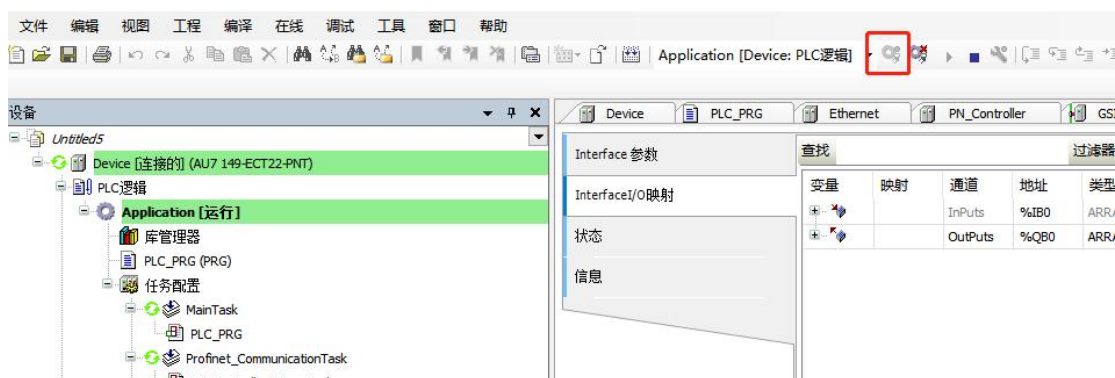 文件 编辑 视图 工程 编译 在线 调试 工具 窗口 帮助
Application [Device: PLC逻辑]
设备
Device PLC_PRG Ethernet PN_Controller
Untitled5
Interface 参数 查找 过滤器
Device [连接的] (AU7 149-ECT22-PNT)
变量 映射 通道 地址 类型
PLC逻辑
InterfaceI/O映射
Application [运行]
InPuts %IB0
库管理器
状态
OutPuts %QB0
PLC_PRG (PRG)
信息
任务配置
MainTask
PLC_PRG
Profinet_CommunicationTask